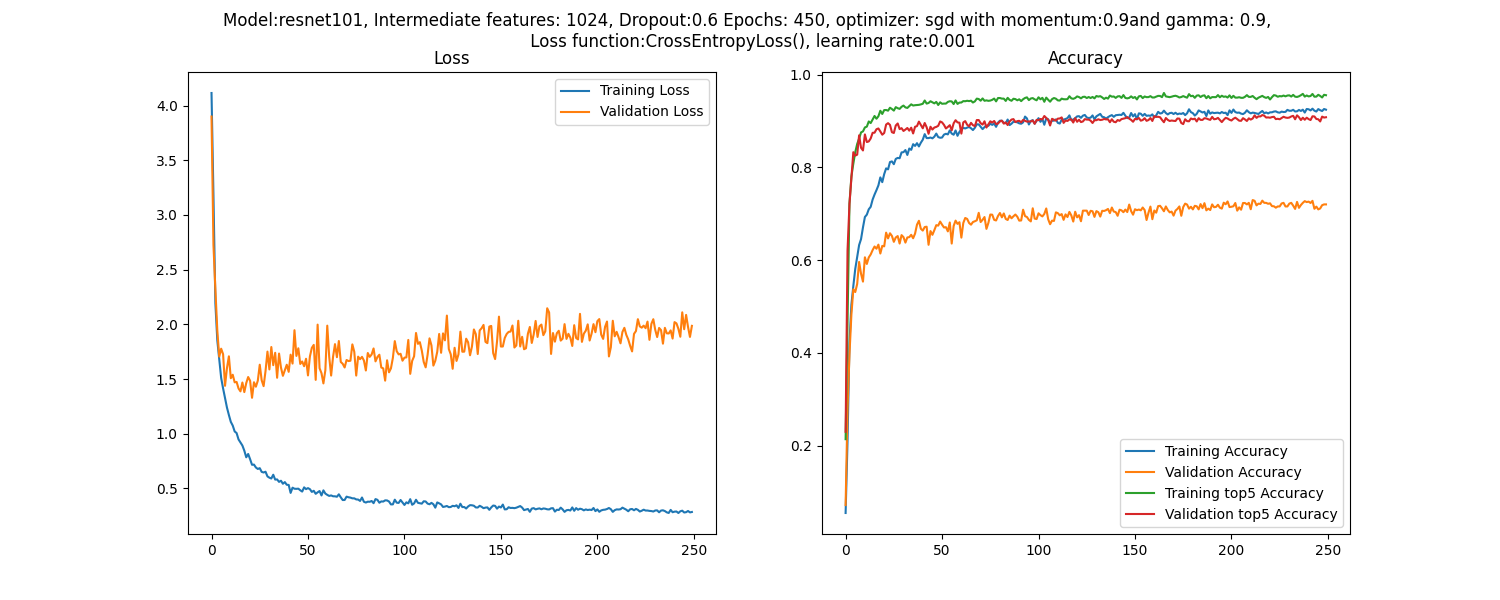 Model:resnet101, Intermediate features: 1024, Dropout:0.6 Epochs: 450, optimizer: sgd with momentum:0.9and gamma: 0.9,
Loss function:CrossEntropyLoss(), learning rate:0.001
Loss
Training Loss
Validation Loss
4.0
3.5
3.0
2.5
2.0
1.5
1.0
0.5
0 50 100 150 200 250
Accuracy
1.0
0.8
0.6
0.4
0.2
Training Accuracy
Validation Accuracy
Training top5 Accuracy
Validation top5 Accuracy
0 50 100 150 200 250